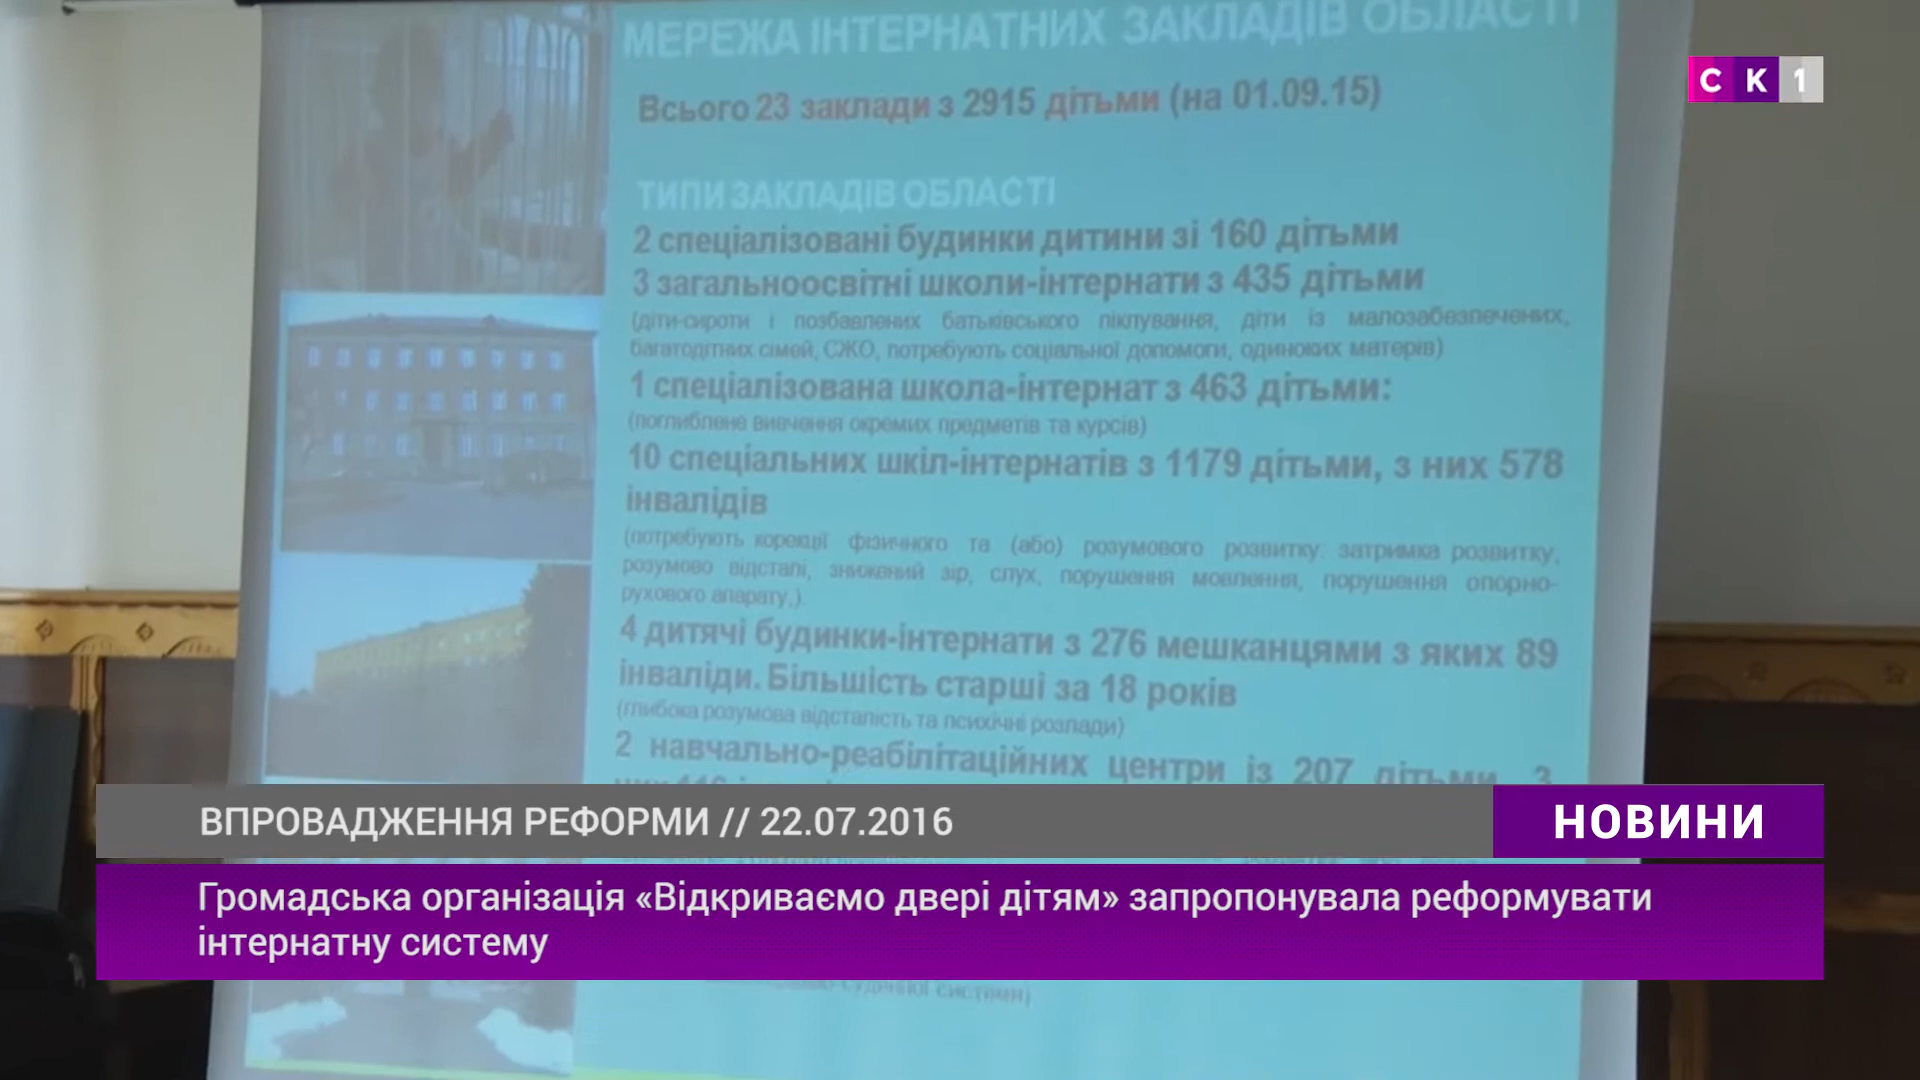 МЕРЕЖА ІНТЕРНАТНИХ ЗАКЛАДІВ ОБЛАСТІ
СК1
Всього 23 заклади з 2915 дітьми (на 01.09.15)
ТИПИ ЗАКЛАДІВ ОБЛАСТІ
2 спеціалізовані будинки дитини зі 160 дітьми
3 загальноосвітні школи-інтернати з 435 дітьми
(діти-сироти і позбавлених батьківського піклування, діти із малозабезпечених,
багатодітних сімей, СЖО, потребують соціальної допомоги, одиноких матерів)
1 спеціалізована школа-інтернат з 463 дітьми:
(поглиблене вивчення окремих предметів та курсів)
10 спеціальних шкіл-інтернатів з 1179 дітьми, з них 578
інвалідів
(потребують корекції фізичного та (або) розумового розвитку: затримка розвитку,
розумово відсталі, знижений зір, слух, порушення мовлення, порушення опорно-
рухового апарату,)
4 дитячі будинки-інтернати з 276 мешканцями з яких 89
інваліди. Більшість старші за 18 років
(глибока розумова відсталість та психічні розлади)
2 навчально-реабілітаційних центри із 207 дітьми, з
ВПРОВАДЖЕННЯ РЕФОРМИ // 22.07.2016
НОВИНИ
Громадська організація «Відкриваємо двері дітям» запропонувала реформувати
інтернатну систему
системи)